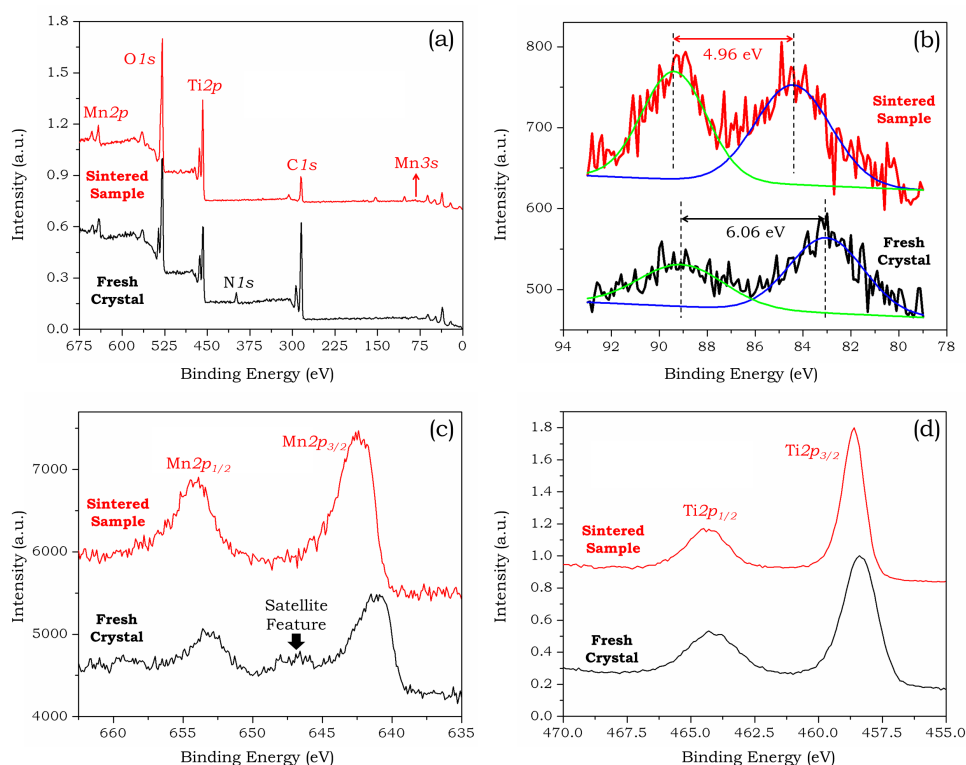 (a)
1.8
1.5
1.2
0.9
0.6
0.3
0.0
Intensity (a.u.)
O1s
Ti2p
Mn2p
C1s
Mn3s
Sintered
Sample
N1s
Fresh
Crystal
675 600 525 450 375 300 225 150 75 0
Binding Energy (eV)
(b)
800
700
600
500
Intensity (a.u.)
4.96 eV
Sintered
Sample
6.06 eV
Fresh
Crystal
94 92 90 88 86 84 82 80 78
Binding Energy (eV)
(c)
7000
6000
5000
4000
Intensity (a.u.)
Mn2p3/2
Mn2p1/2
Sintered
Sample
Satellite
Feature
Fresh
Crystal
660 655 650 645 640 635
Binding Energy (eV)
(d)
1.8
1.6
1.4
1.2
1.0
0.8
0.6
0.4
0.2
0.0
Intensity (a.u.)
Ti2p3/2
Ti2p1/2
Sintered
Sample
Fresh
Crystal
470.0 467.5 465.0 462.5 460.0 457.5 455.0
Binding Energy (eV)